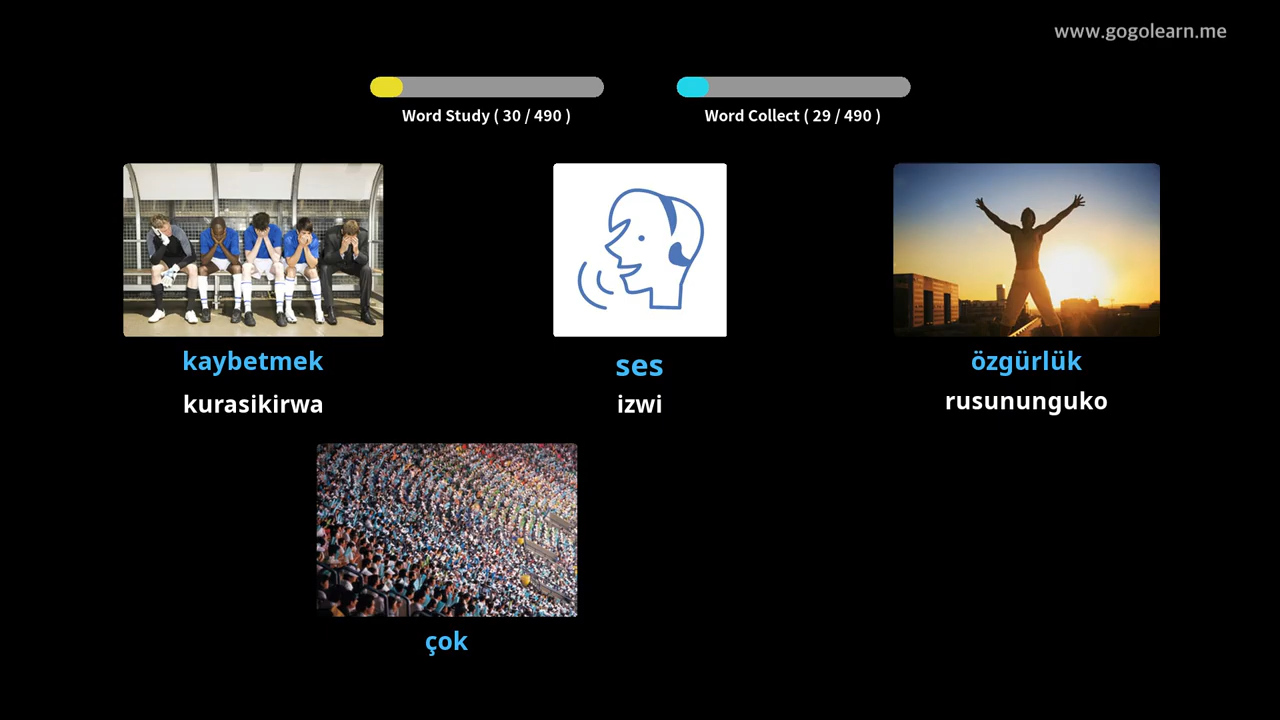 www.gogolearn.me
Word Study ( 30 / 490 )
Word Collect ( 29 / 490 )
kaybetmek
kurasikirwa
ses
izwi
özgürlük
rusununguko
çok